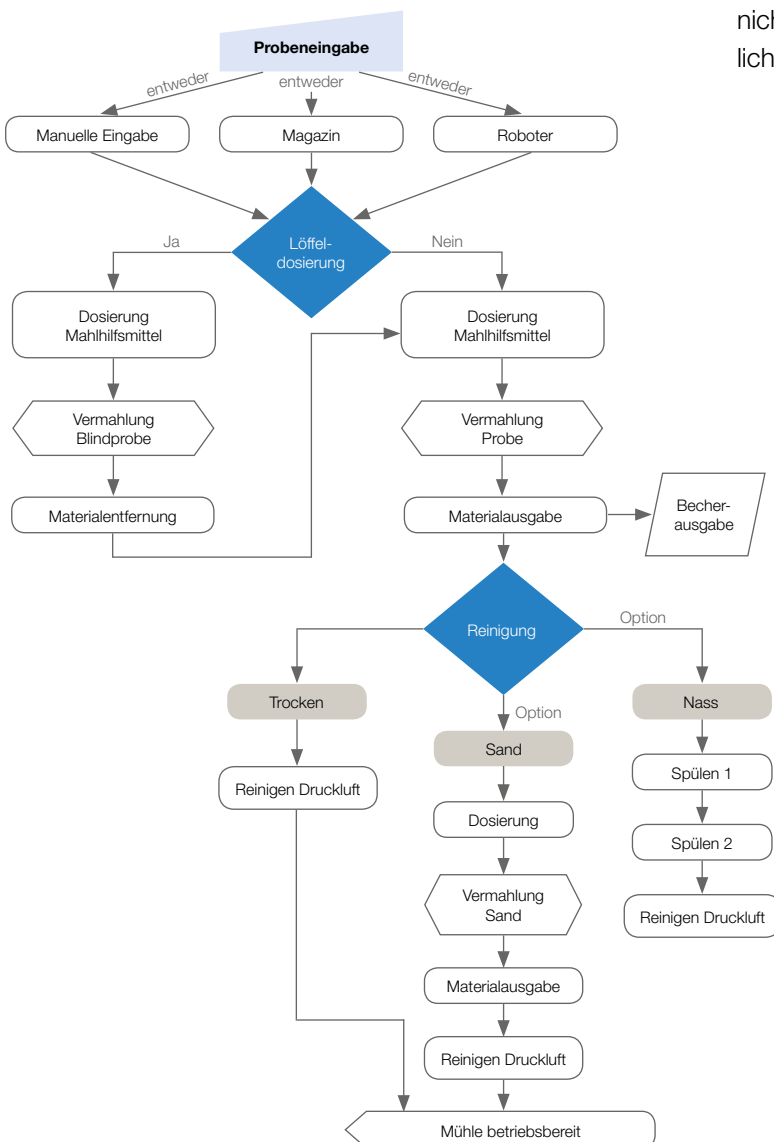 nich
lich
Probeneingabe
entweder
entweder
entweder
Manuelle Eingabe
Magazin
Roboter
Löffel-
dosierung
Ja
Nein
Dosierung
Mahlhilfsmittel
Dosierung
Mahlhilfsmittel
Vermahlung
Blindprobe
Vermahlung
Probe
Materialentfernung
Materialausgabe
Becher-
ausgabe
Reinigung
Option
Trocken
Option
Nass
Sand
Reinigen Druckluft
Spülen 1
Dosierung
Spülen 2
Vermahlung
Sand
Reinigen Druckluft
Materialausgabe
Reinigen Druckluft
Mühle betriebsbereit